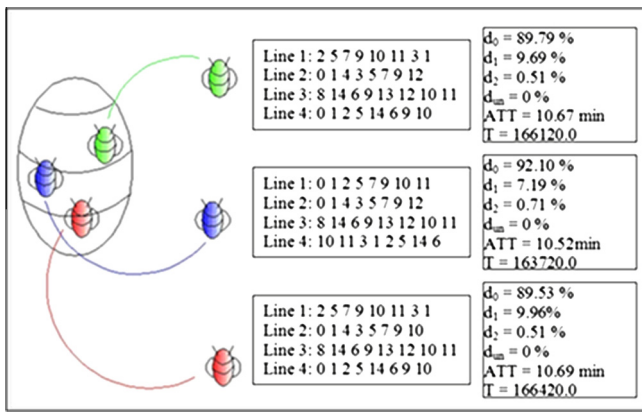 Line 1: 2 5 7 9 10 11 3 1
Line 2: 0 1 4 3 5 7 9 12
Line 3: 8 14 6 9 13 12 10 11
Line 4: 0 1 2 5 14 6 9 10
d₀ = 89.79 %
d₁ = 9.69 %
d₂ = 0.51 %
dᵤₙ = 0 %
ATT = 10.67 min
T = 166120.0
Line 1: 0 1 2 5 7 9 10 11
Line 2: 0 1 4 3 5 7 9 12
Line 3: 8 14 6 9 13 12 10 11
Line 4: 10 11 3 1 2 5 14 6
d₀ = 92.10 %
d₁ = 7.19 %
d₂ = 0.71 %
dᵤₙ = 0 %
ATT = 10.52min
T = 163720.0
Line 1: 2 5 7 9 10 11 3 1
Line 2: 0 1 4 3 5 7 9 10
Line 3: 8 14 6 9 13 12 10 11
Line 4: 0 1 2 5 14 6 9 10
d₀ = 89.53 %
d₁ = 9.96%
d₂ = 0.51 %
dᵤₙ = 0 %
ATT = 10.69 min
T = 166420.0